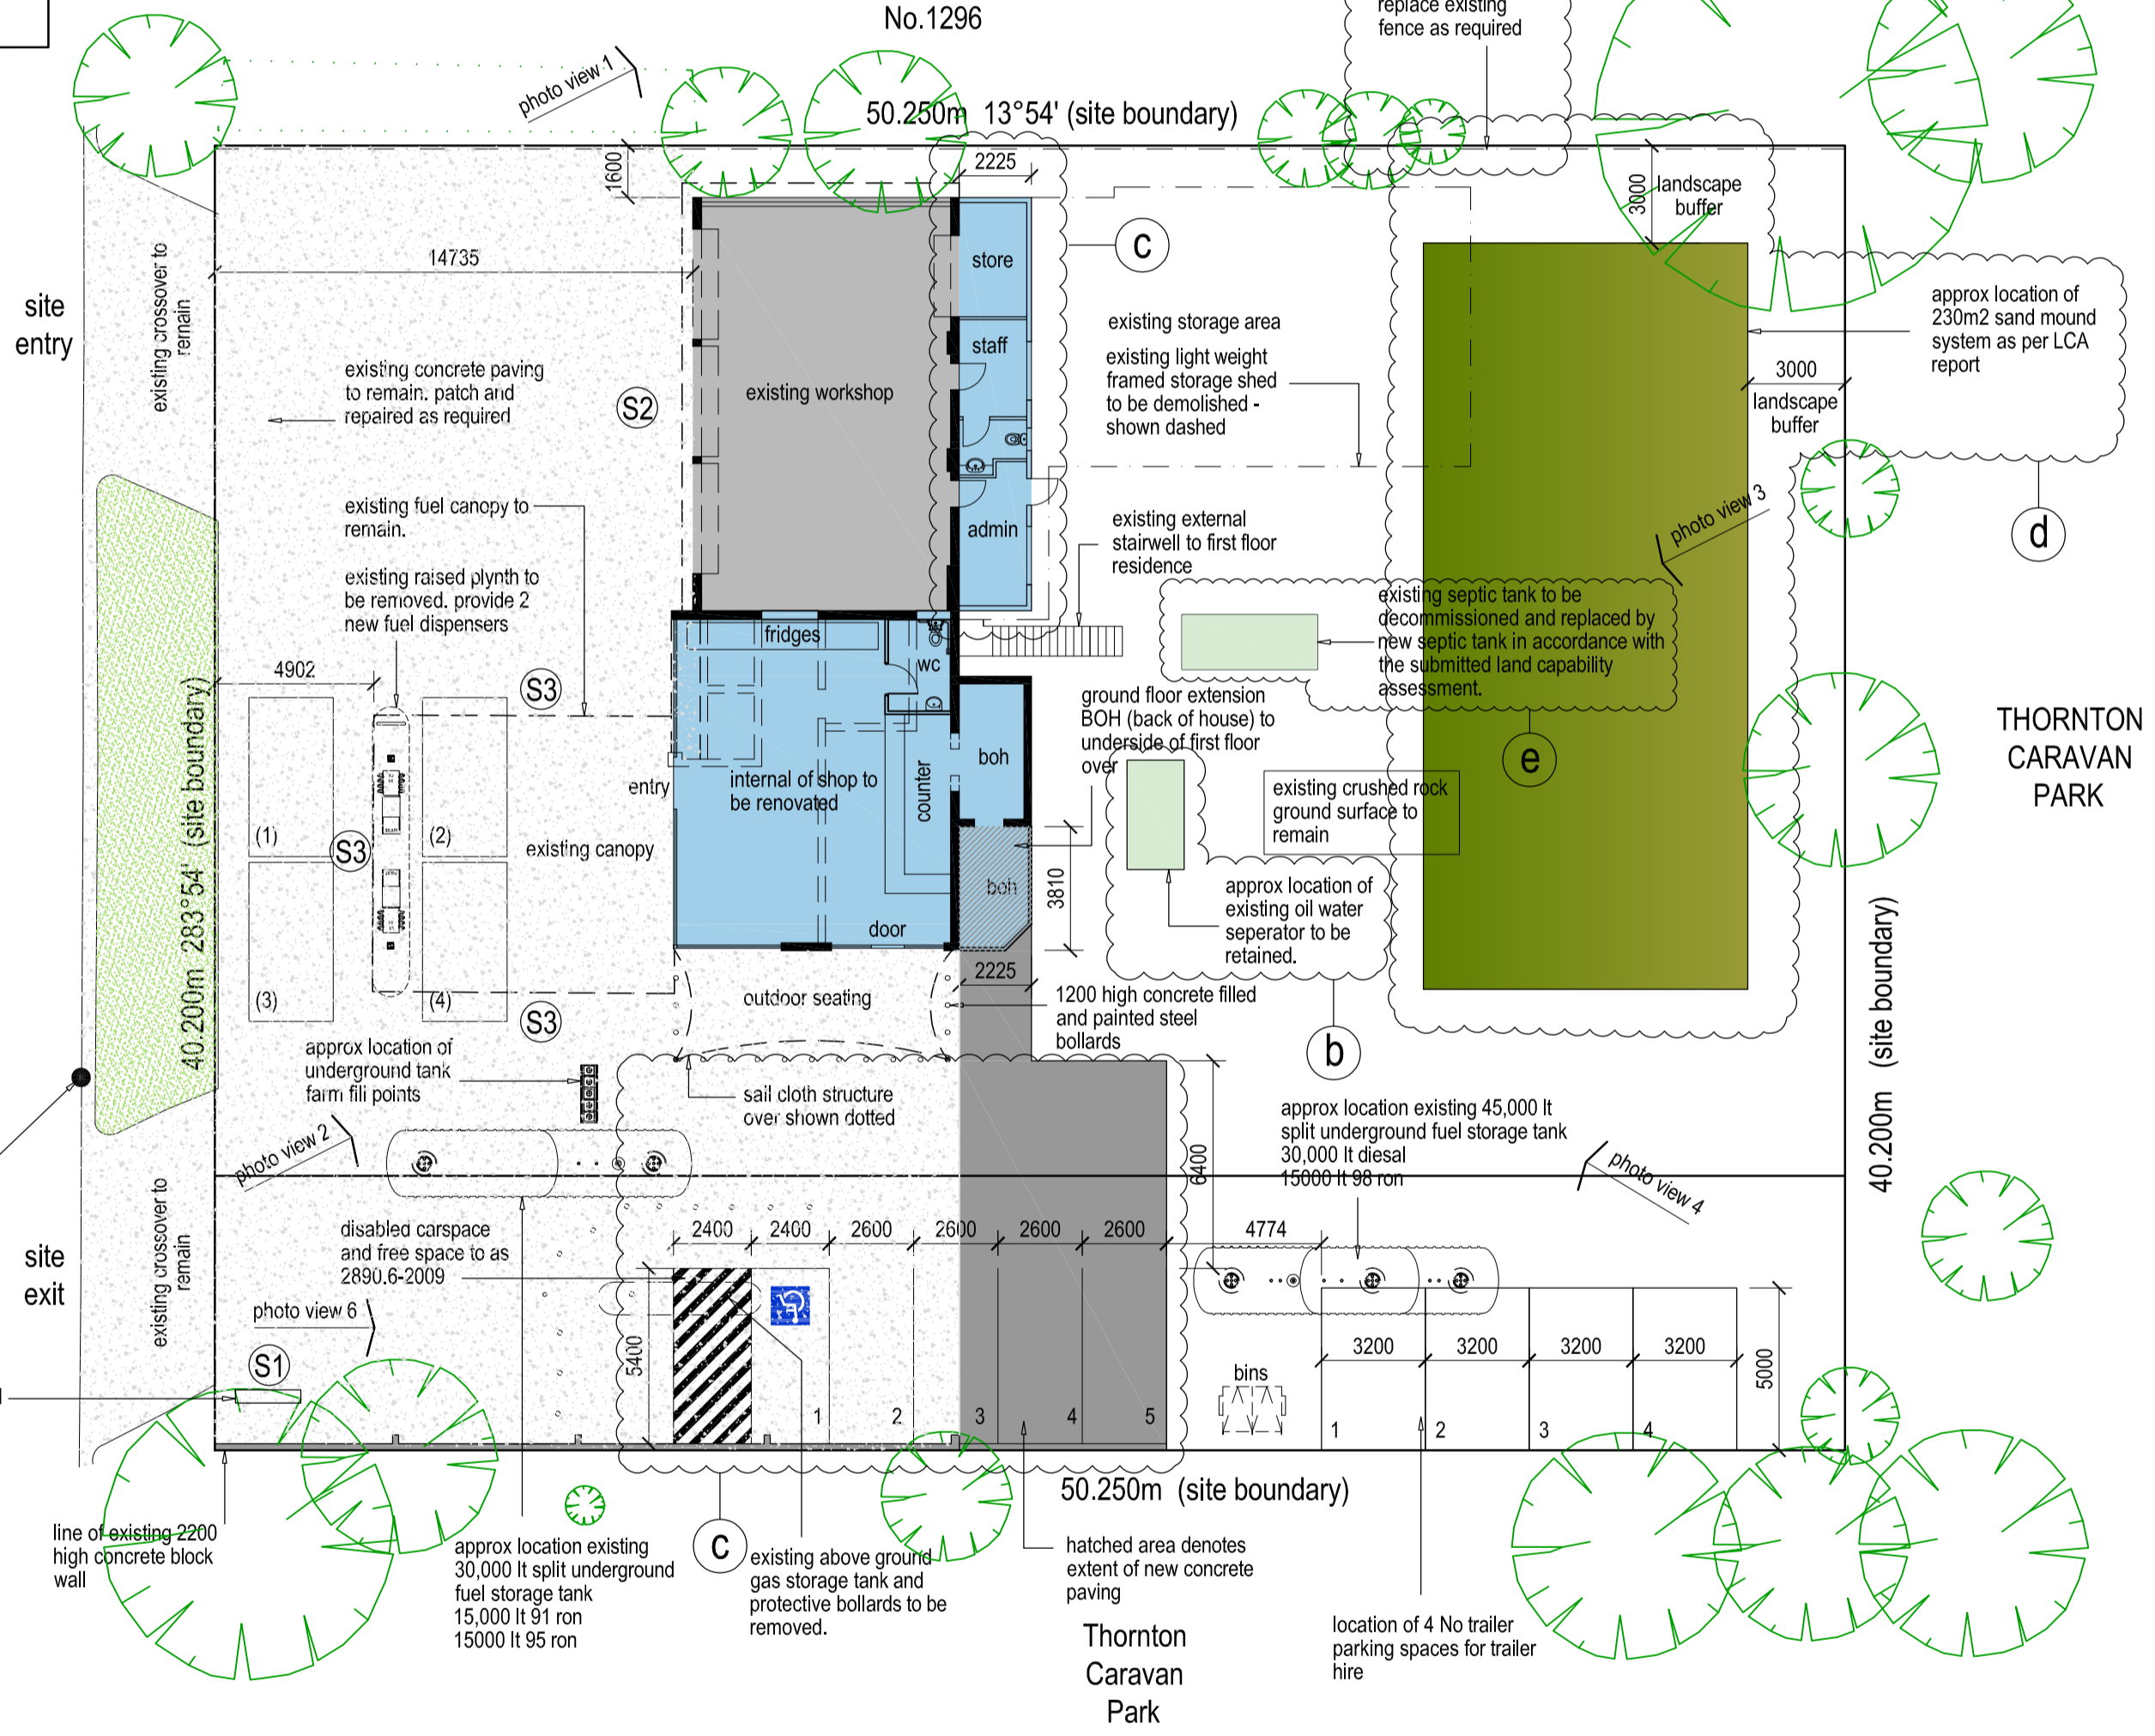 No.1296
replace existing
fence as required
photo view 1
50.250m 13°54' (site boundary)
1600
2225
3000
landscape
buffer
c
14735
store
site
entry
existing crossover to
remain
existing storage area
approx location of
230m2 sand mound
system as per LCA
report
staff
existing light weight
framed storage shed
to be demolished -
shown dashed
3000
landscape
buffer
existing concrete paving
to remain. patch and
repaired as required
S2
existing workshop
existing fuel canopy to
remain.
admin
existing external
stairwell to first floor
residence
photo view 3
d
existing raised plynth to
be removed. provide 2
new fuel dispensers
existing septic tank to be
decommissioned and replaced by
new septic tank in accordance with
the submitted land capability
assessment.
fridges
wc
4902
S3
ground floor extension
BOH (back of house) to
underside of first floor
over
THORNTON
CARAVAN
PARK
e
boh
entry
internal of shop to
be renovated
counter
existing crushed rock
ground surface to
remain
(1)
S3
(2)
existing canopy
40.200m 283°54' (site boundary)
boh
3810
approx location of
existing oil water
seperator to be
retained.
door
2225
(3)
(4)
S3
outdoor seating
1200 high concrete filled
and painted steel
bollards
b
40.200m (site boundary)
approx location of
underground tank
farm fill points
sail cloth structure
over shown dotted
approx location existing 45,000 lt
split underground fuel storage tank
30,000 lt diesal
15000 lt 98 ron
photo view 2
6400
photo view 4
existing crossover to
remain
site
exit
disabled carspace
and free space to as
2890.6-2009
2400
2400
2600
2600
2600
2600
4774
photo view 6
S1
5400
bins
3200
3200
3200
3200
5000
1
2
3
4
5
1
2
3
4
50.250m (site boundary)
line of existing 2200
high concrete block
wall
approx location existing
30,000 lt split underground
fuel storage tank
15,000 lt 91 ron
15000 lt 95 ron
c
existing above ground
gas storage tank and
protective bollards to be
removed.
hatched area denotes
extent of new concrete
paving
location of 4 No trailer
parking spaces for trailer
hire
Thornton
Caravan
Park